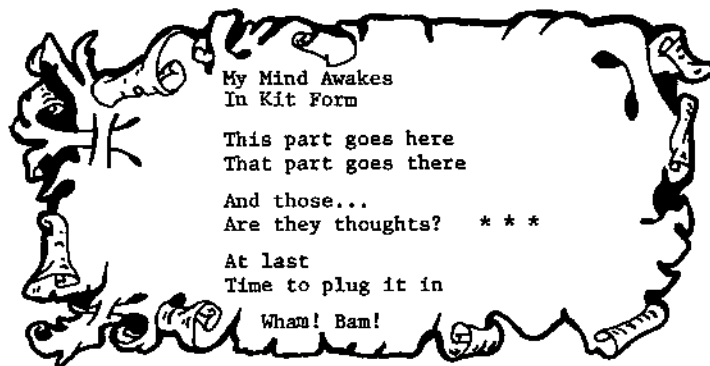 My Mind Awakes
In Kit Form
This part goes here
That part goes there
And those...
Are they thoughts? * * *
At last
Time to plug it in
Wham! Bam!